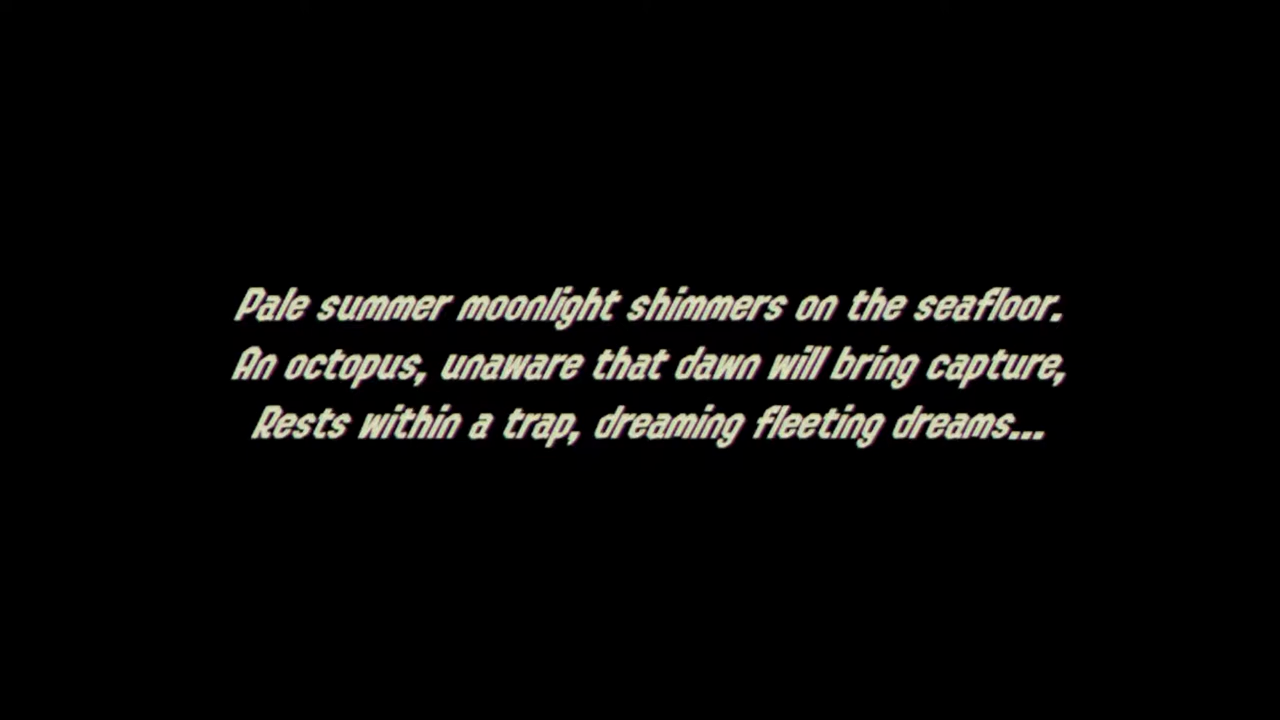 Pale summer moonlight shimmers on the seafloor.
An octopus, unaware that dawn will bring capture,
Rests within a trap, dreaming fleeting dreams...